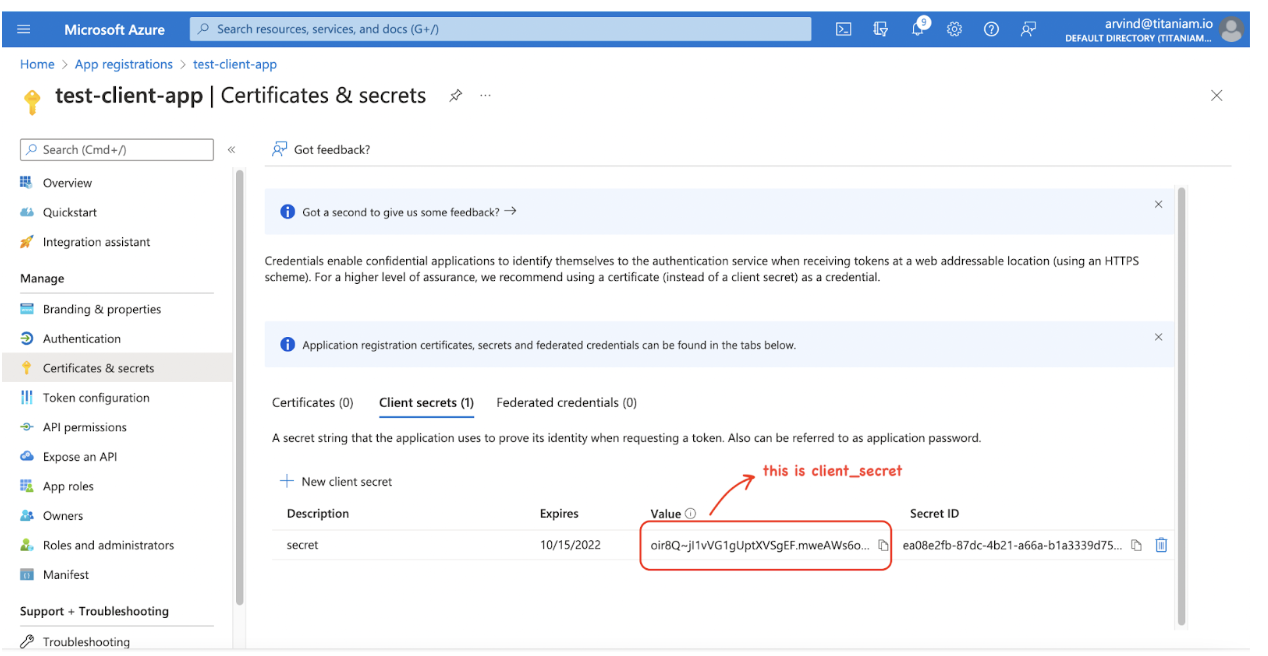 Microsoft Azure
Search resources, services, and docs (G+/)
9
arvind@titaniam.io
DEFAULT DIRECTORY (TITANIAM...
Home > App registrations > test-client-app
test-client-app | Certificates & secrets
...
Search (Cmd+/)
«
Got feedback?
Overview
Quickstart
Integration assistant
Manage
Branding & properties
Authentication
Certificates & secrets
Token configuration
API permissions
Expose an API
App roles
Owners
Roles and administrators
Manifest
Support + Troubleshooting
Troubleshooting
Got a second to give us some feedback? →
Credentials enable confidential applications to identify themselves to the authentication service when receiving tokens at a web addressable location (using an HTTPS
scheme). For a higher level of assurance, we recommend using a certificate (instead of a client secret) as a credential.
Application registration certificates, secrets and federated credentials can be found in the tabs below.
Certificates (0) Client secrets (1) Federated credentials (0)
A secret string that the application uses to prove its identity when requesting a token. Also can be referred to as application password.
this is client_secret
+ New client secret
Description Expires Value Secret ID
secret 10/15/2022 oir8Q~jI1vVG1gUptXVSgEF.mweAWs6o... ea08e2fb-87dc-4b21-a66a-b1a3339d75...